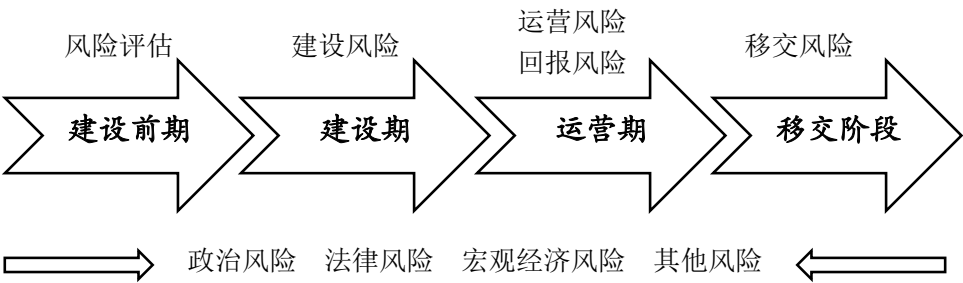 运营风险
风险评估 建设风险 回报风险 移交风险
建设前期 建设期 运营期 移交阶段
政治风险 法律风险 宏观经济风险 其他风险